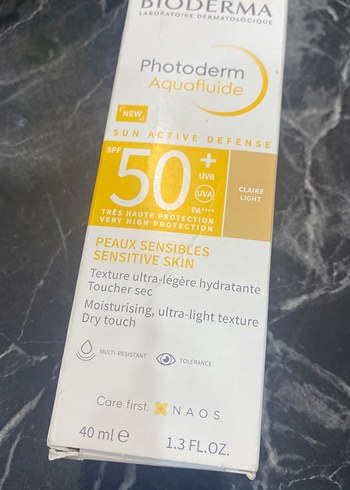 BIODERMA
LABORATOIRE DERMATOLOGIQUE
Photoderm
Aquafluide
NEW
SUN ACTIVE DEFENSE
SPF
50+
UVB
UVA
PA++++
CLAIRE
LIGHT
TRÈS HAUTE PROTECTION
VERY HIGH PROTECTION
PEAUX SENSIBLES
SENSITIVE SKIN
Texture ultra-légère hydratante
Toucher sec
Moisturising, ultra-light texture
Dry touch
MULTI-RESISTANT
TOLÉRANCE
Care first. NAOS
40 ml e 1.3 FL.OZ.